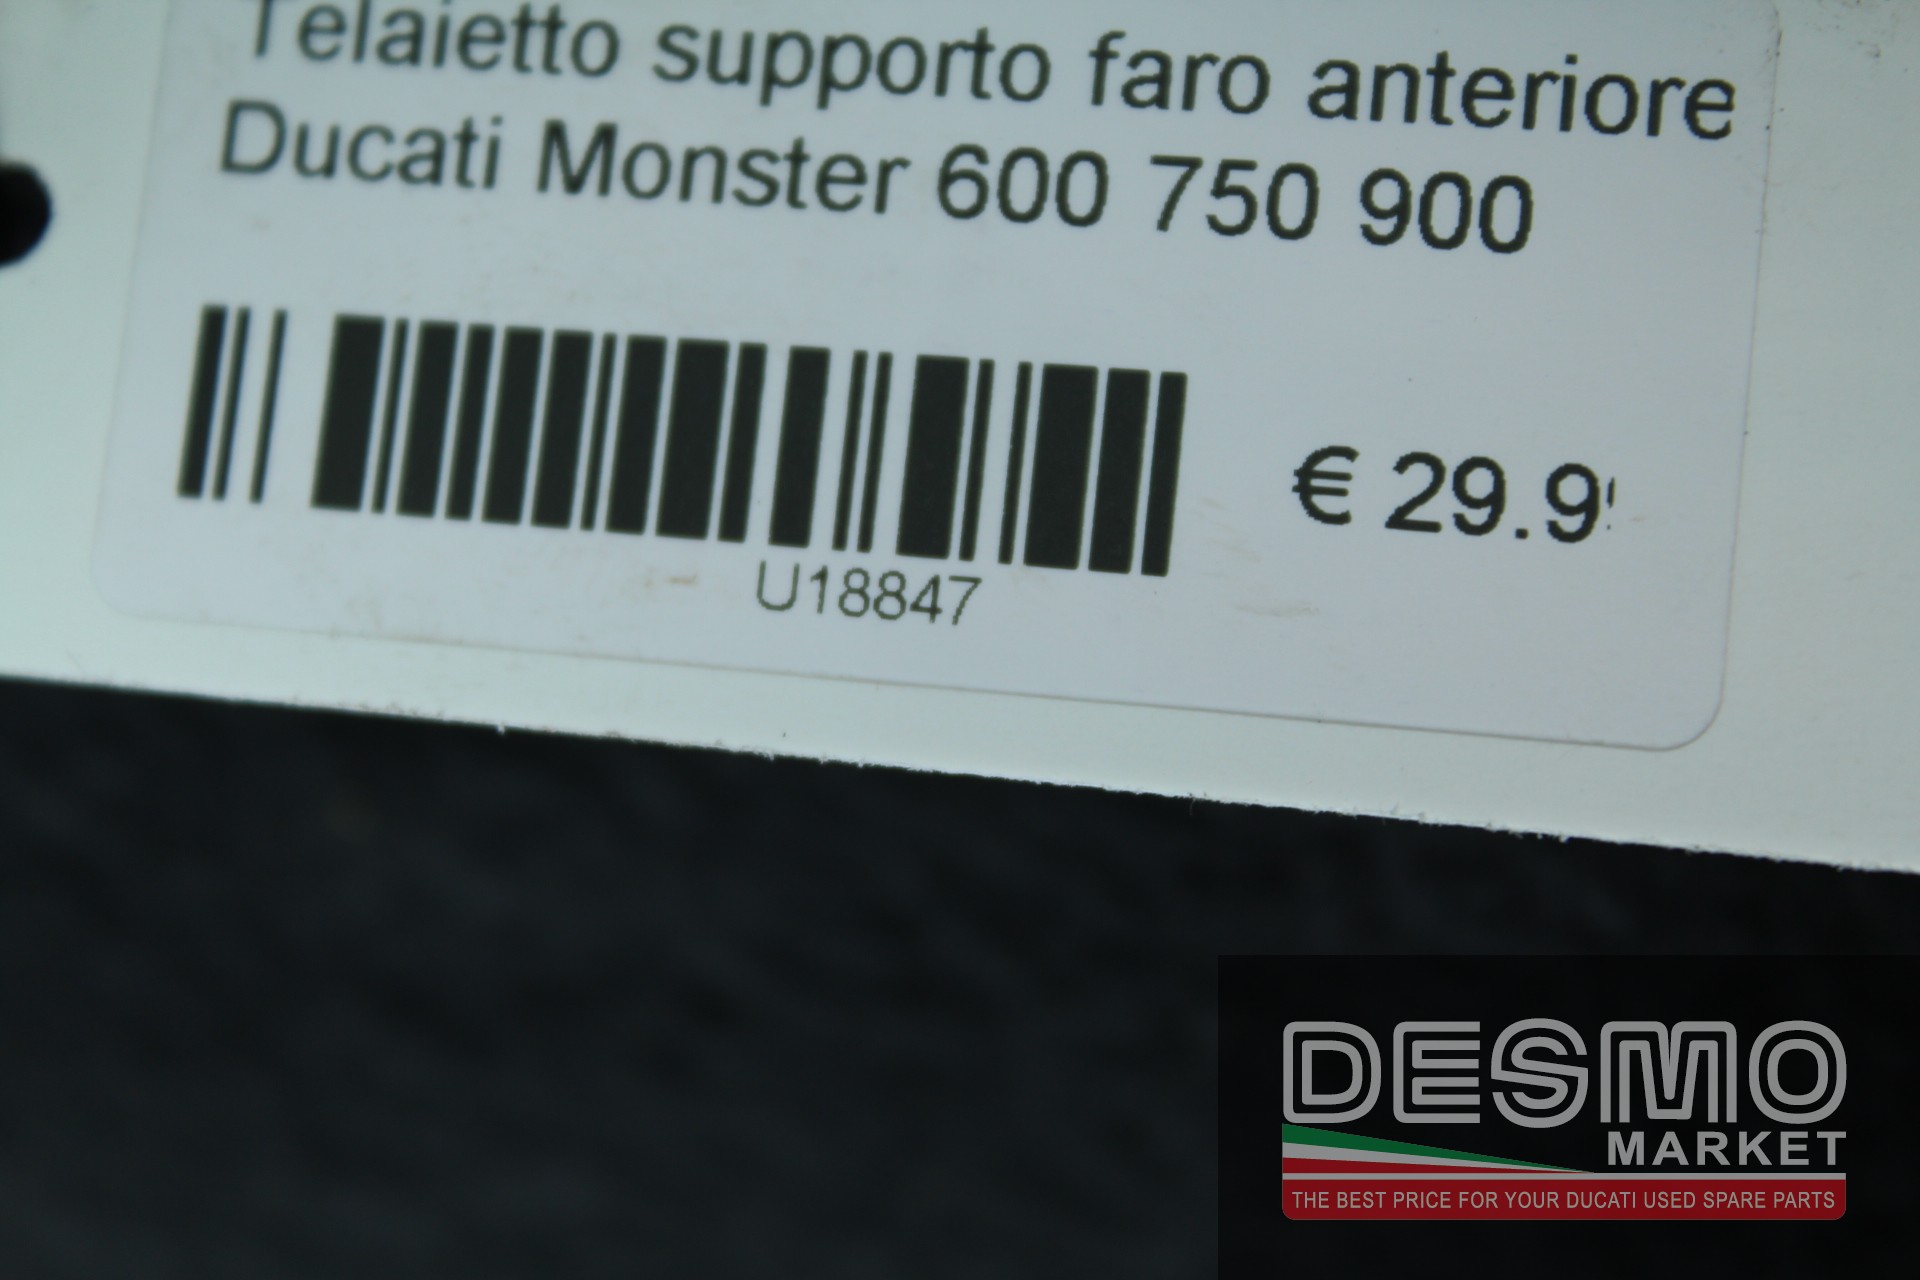 Telaietto supporto faro anteriore
Ducati Monster 600 750 900
€ 29.9
U18847
DESMO
MARKET
THE BEST PRICE FOR YOUR DUCATI USED SPARE PARTS